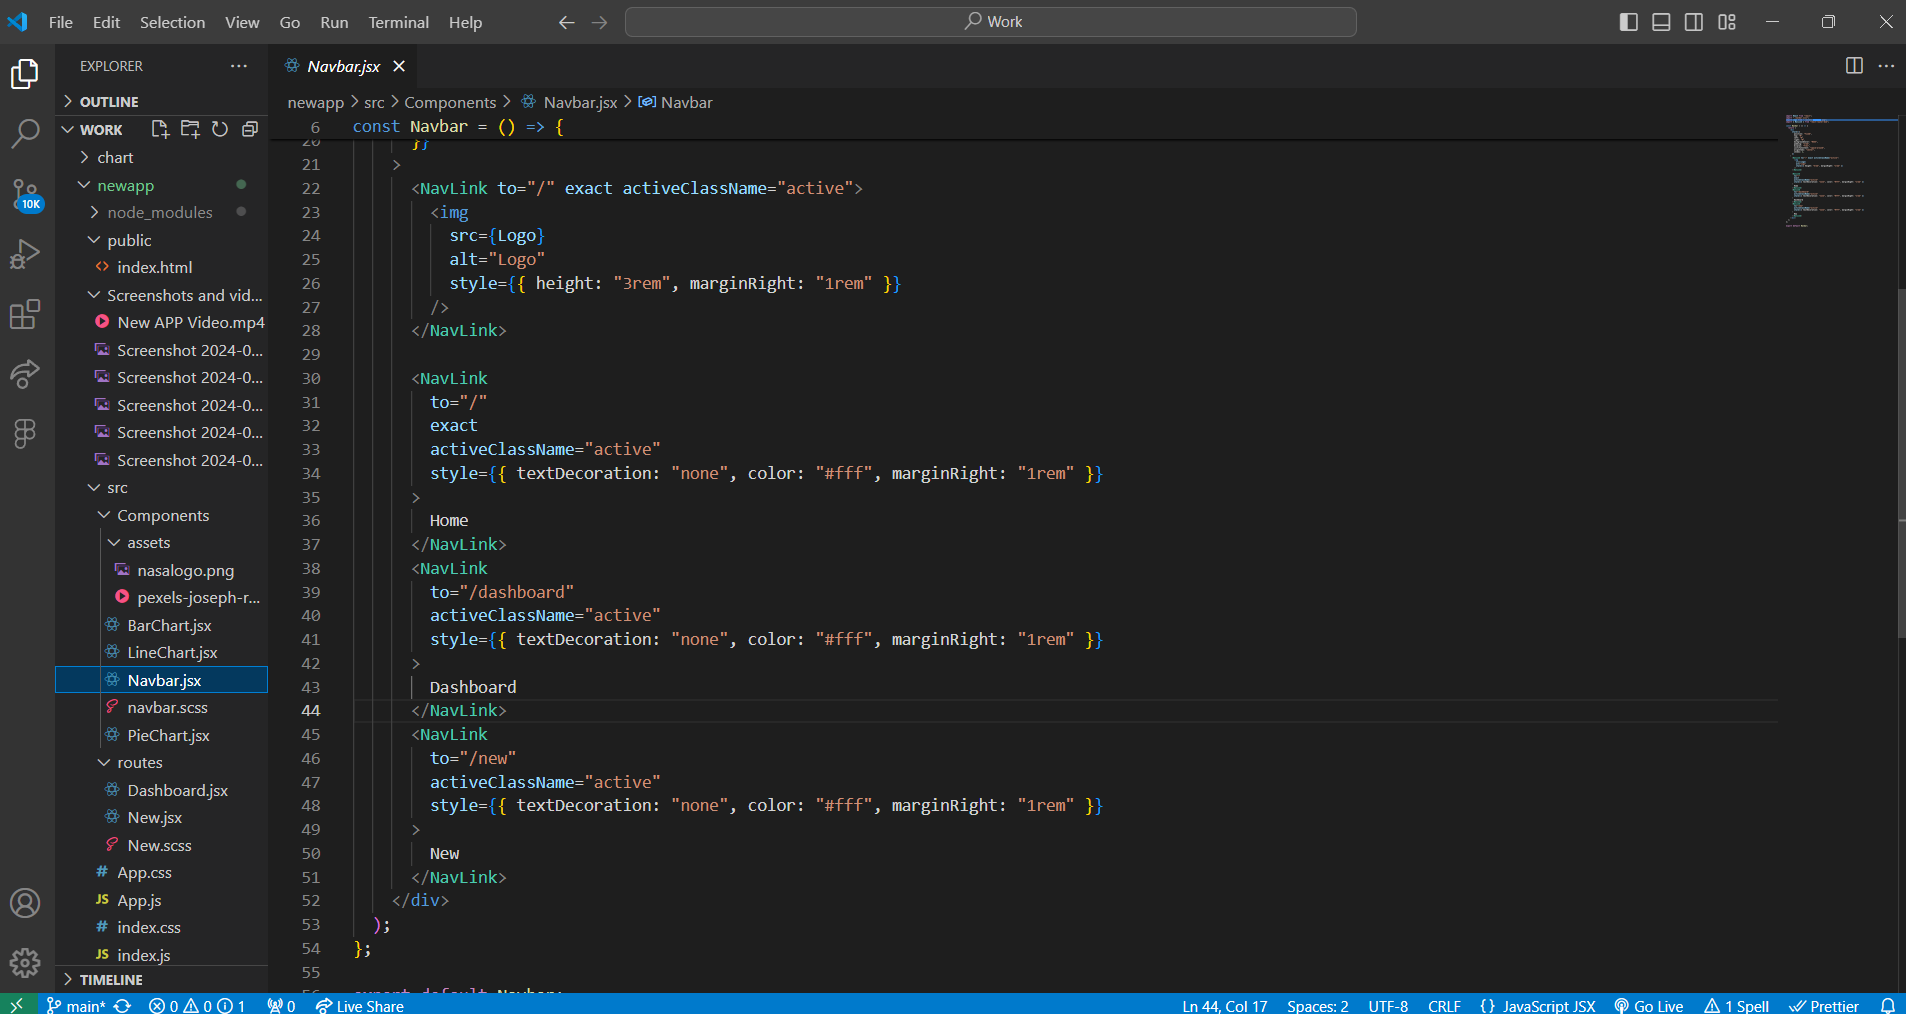 File Edit Selection View Go Run Terminal Help
Work
EXPLORER
OUTLINE
WORK
chart
newapp
node_modules
public
<> index.html
Screenshots and vid...
New APP Video.mp4
Screenshot 2024-0...
Screenshot 2024-0...
Screenshot 2024-0...
Screenshot 2024-0...
Screenshot 2024-0...
src
Components
assets
nasalogo.png
pexels-joseph-r...
BarChart.jsx
LineChart.jsx
Navbar.jsx
navbar.scss
PieChart.jsx
routes
Dashboard.jsx
New.jsx
New.scss
# App.css
JS App.js
# index.css
JS index.js
TIMELINE
10K
Navbar.jsx
newapp > src > Components > Navbar.jsx > Navbar
6 const Navbar = () => {
20 }}
21 >
22 <NavLink to="/" exact activeClassName="active">
23 <img
24 src={Logo}
25 alt="Logo"
26 style={{ height: "3rem", marginRight: "1rem" }}
27 />
28 </NavLink>
29
30 <NavLink
31 to="/"
32 exact
33 activeClassName="active"
34 style={{ textDecoration: "none", color: "#fff", marginRight: "1rem" }}
35 >
36 Home
37 </NavLink>
38 <NavLink
39 to="/dashboard"
40 activeClassName="active"
41 style={{ textDecoration: "none", color: "#fff", marginRight: "1rem" }}
42 >
43 Dashboard
44 </NavLink>
45 <NavLink
46 to="/new"
47 activeClassName="active"
48 style={{ textDecoration: "none", color: "#fff", marginRight: "1rem" }}
49 >
50 New
51 </NavLink>
52 </div>
53 );
54 };
55
56 export default Navbar;
main* 0 0 1 0 Live Share
Ln 44, Col 17 Spaces: 2 UTF-8 CRLF {} JavaScript JSX Go Live 1 Spell Prettier